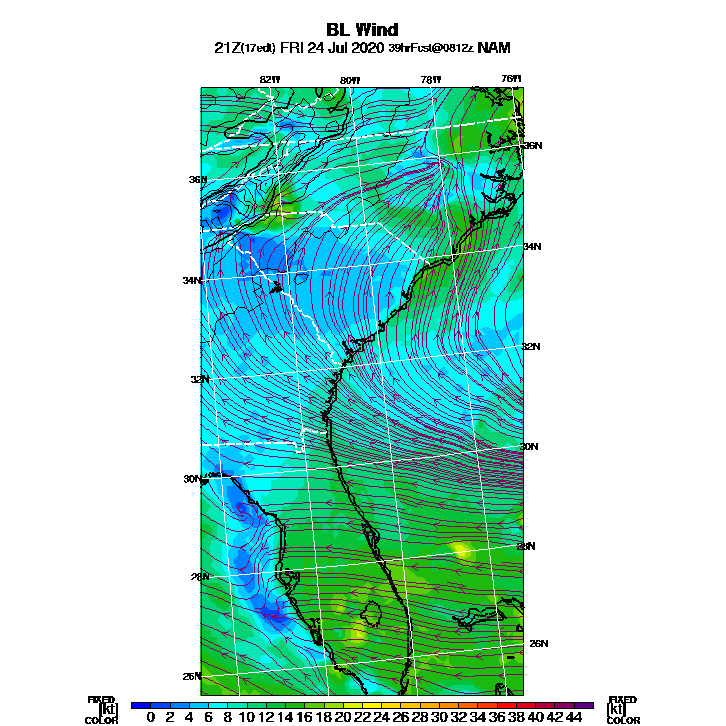 BL Wind
21Z(17edt) FRI 24 Jul 2020 39hrFcst@0812z NAM
82W 80W 78W 76W
36N
36N
34N
34N
32N
32N
30N
30N
28N
28N
26N
26N
FIXED FIXED
[kt] 0 2 4 6 8 10 12 14 16 18 20 22 24 26 28 30 32 34 36 38 40 42 44 [kt]
COLOR COLOR